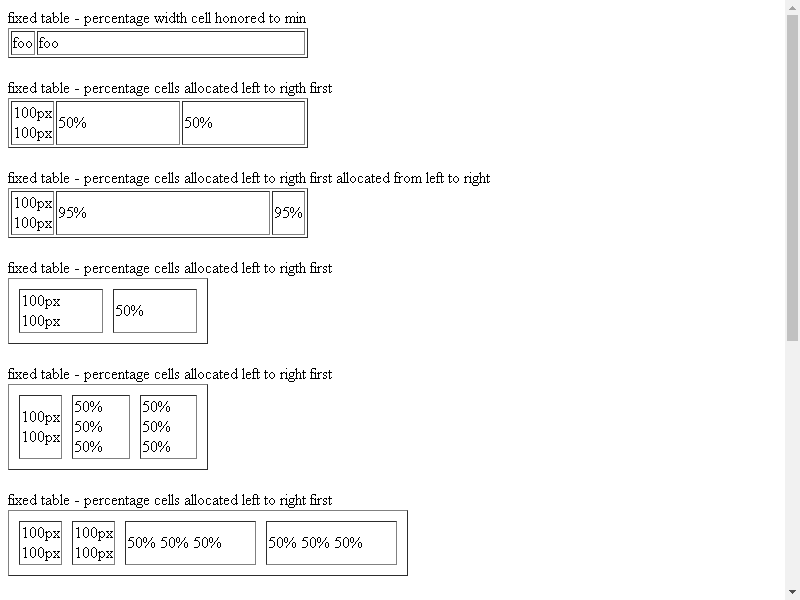 fixed table - percentage width cell honored to min
foo foo
fixed table - percentage cells allocated left to rigth first
100px
100px
50%
50%
fixed table - percentage cells allocated left to rigth first allocated from left to right
100px
100px
95%
95%
fixed table - percentage cells allocated left to rigth first
100px
100px
50%
fixed table - percentage cells allocated left to right first
100px
100px
50%
50%
50%
50%
50%
50%
fixed table - percentage cells allocated left to right first
100px
100px
100px
100px
50% 50% 50%
50% 50% 50%